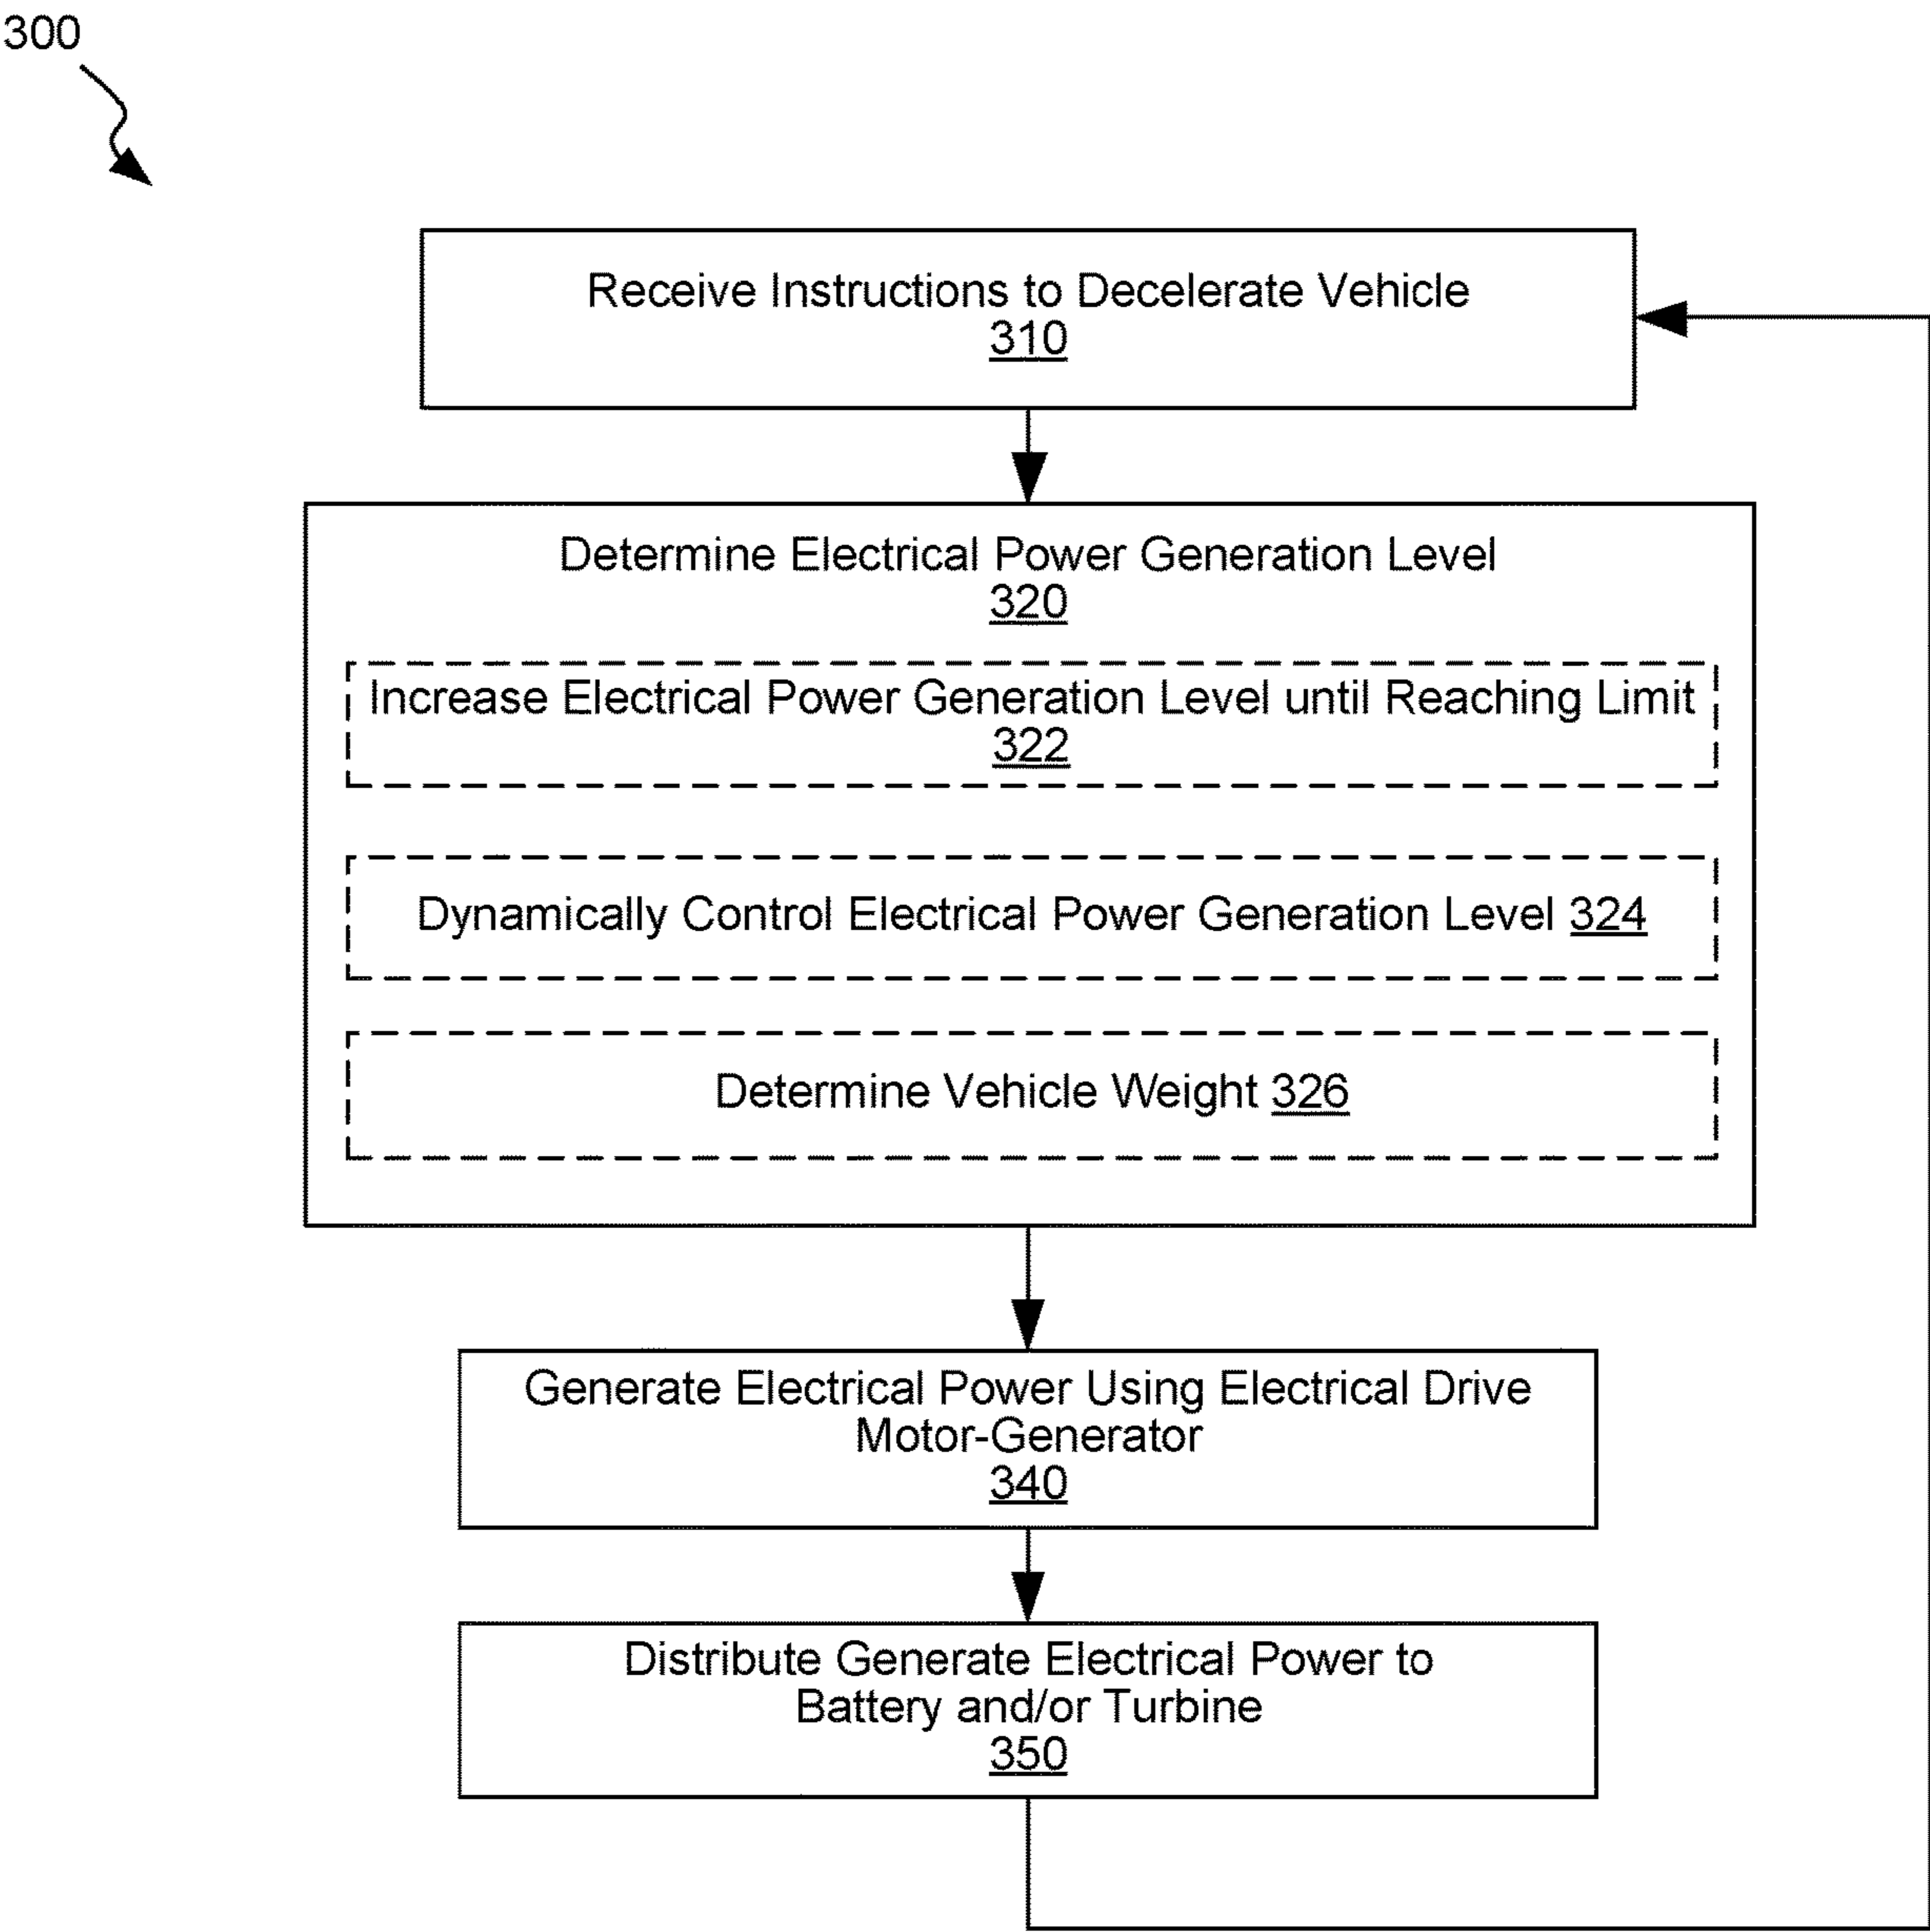 300
Receive Instructions to Decelerate Vehicle
310
Determine Electrical Power Generation Level
320
Increase Electrical Power Generation Level until Reaching Limit
322
Dynamically Control Electrical Power Generation Level 324
Determine Vehicle Weight 326
Generate Electrical Power Using Electrical Drive
Motor-Generator
340
Distribute Generate Electrical Power to
Battery and/or Turbine
350